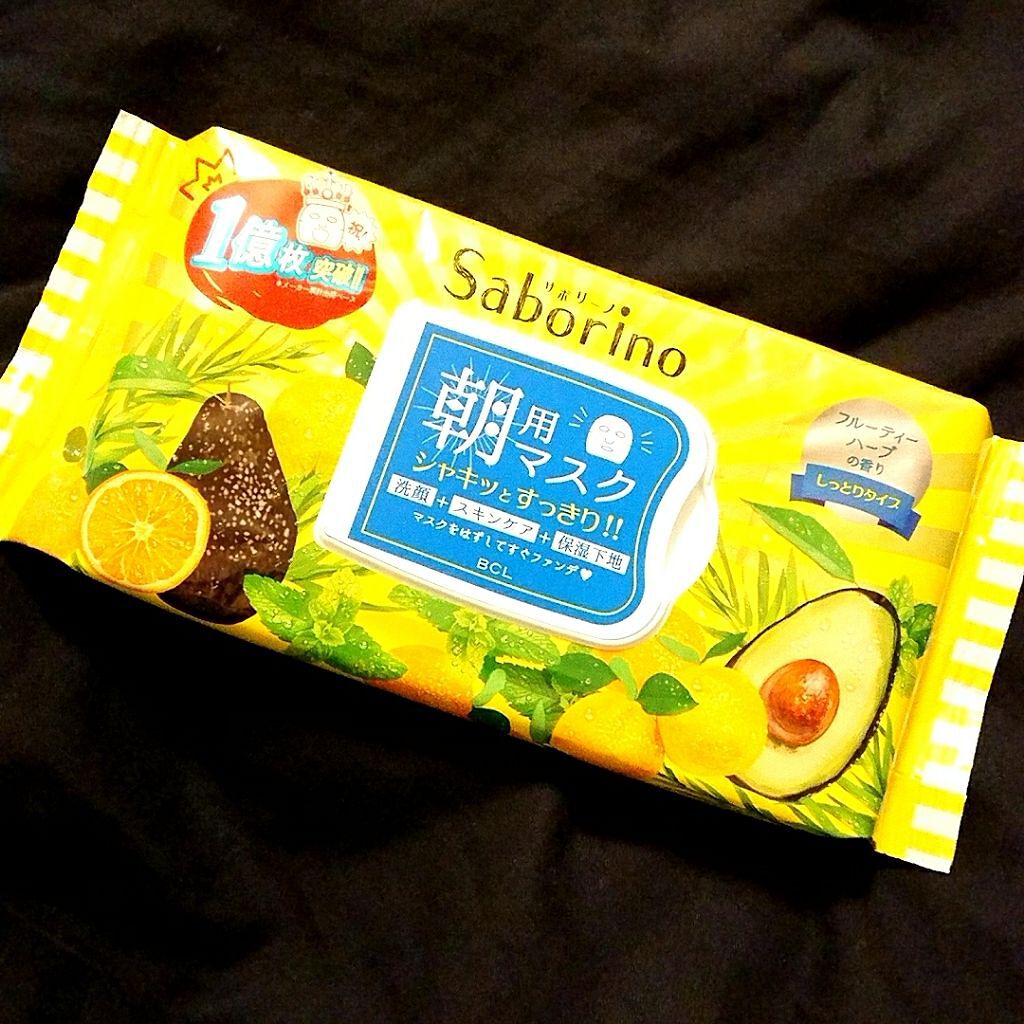 祝!
1億枚突破!!
サボリーノ
Saborino
朝用マスク
シャキッとすっきり!!
洗顔+スキンケア+保湿下地
マスクをはずしてすぐファンデ♥
BCL
フルーティー
ハーブ
の香り
しっとりタイプ